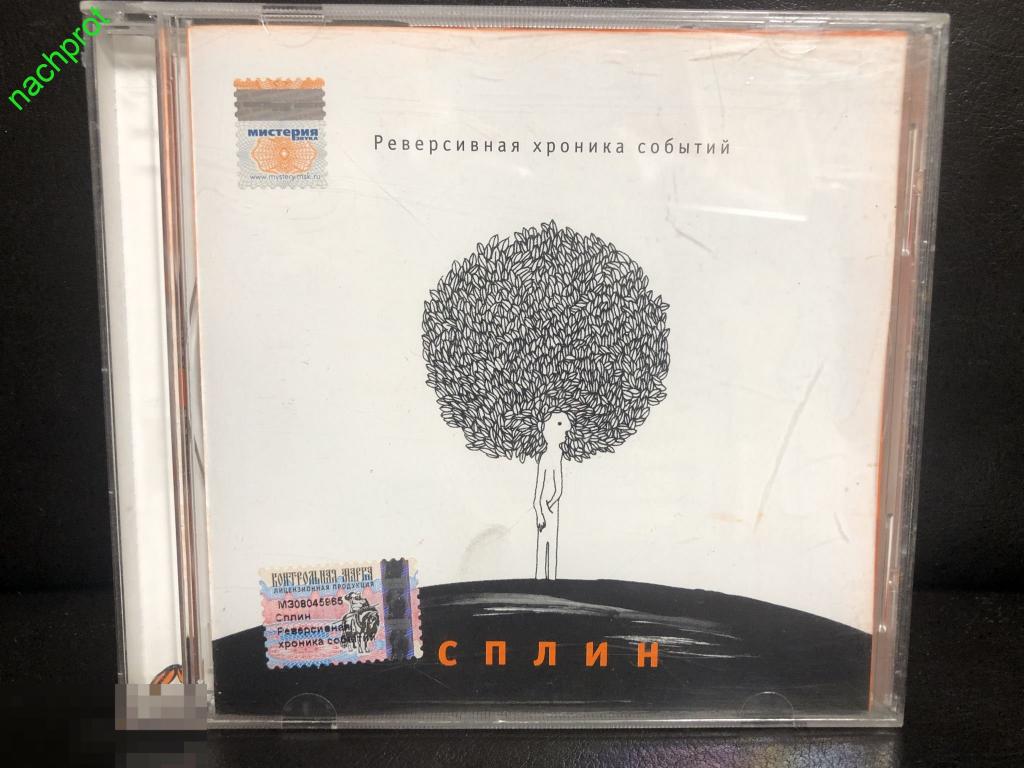 nachprot
мистерия
звука
www.mystery.msk.ru
Реверсивная хроника событий
КОНТРОЛЬНАЯ МАРКА
ЛИЦЕНЗИОННАЯ ПРОДУКЦИЯ
Сплин
Реверсивная
хроника событий
СПЛИН